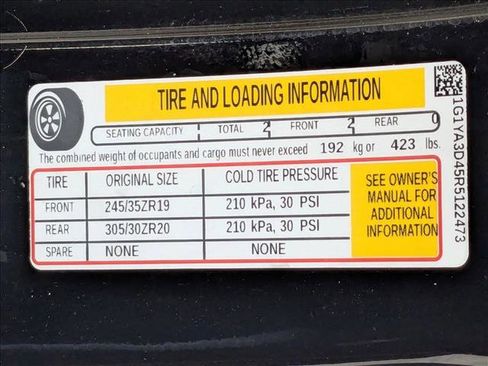 TIRE AND LOADING INFORMATION
SEATING CAPACITY TOTAL 2 FRONT 2 REAR 0
The combined weight of occupants and cargo must never exceed 192 kg or 423 lbs.
TIRE ORIGINAL SIZE COLD TIRE PRESSURE
FRONT 245/35ZR19 210 kPa, 30 PSI
REAR 305/30ZR20 210 kPa, 30 PSI
SPARE NONE NONE
SEE OWNER'S
MANUAL FOR
ADDITIONAL
INFORMATION
1G1YA3D45R5122473